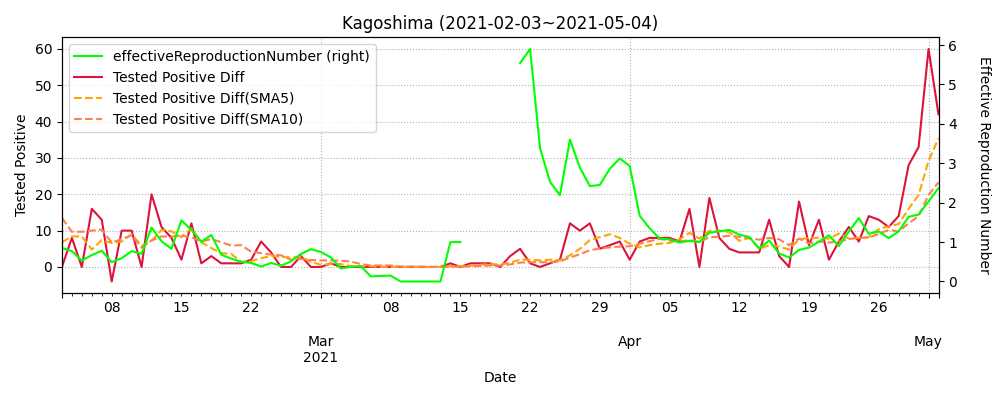 Kagoshima (2021-02-03~2021-05-04)
effectiveReproductionNumber (right)
Tested Positive Diff
Tested Positive Diff(SMA5)
Tested Positive Diff(SMA10)
Tested Positive
60
50
40
30
20
10
0
Effective Reproduction Number
6
5
4
3
2
1
0
08 15 22 08 15 22 29 05 12 19 26
Mar Apr May
2021
Date